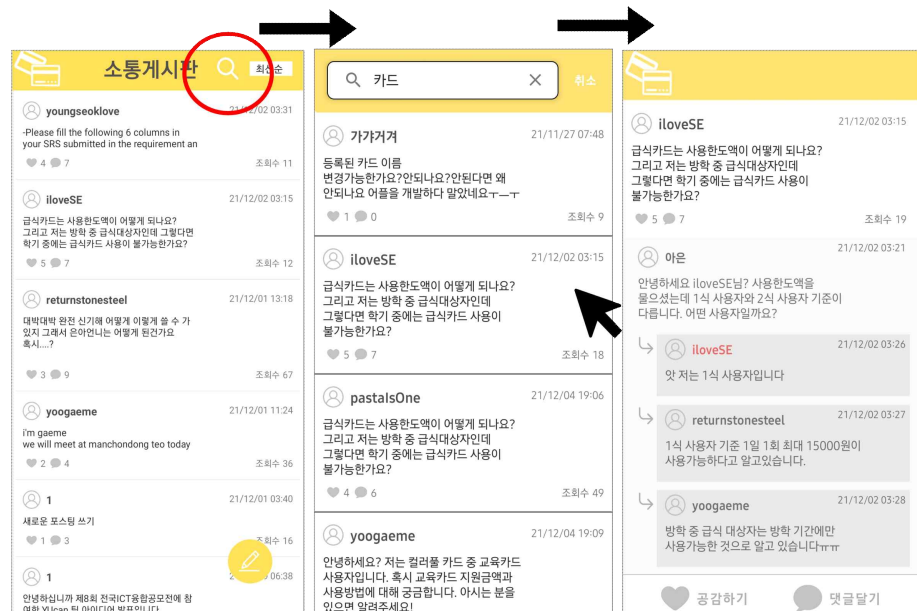 소통게시판
최신순
youngseoklove
21/12/02 03:31
-Please fill the following 6 columns in
your SRS submitted in the requirement an
4 7
조회수 11
iloveSE
21/12/02 03:15
급식카드는 사용한도액이 어떻게 되나요?
그리고 저는 방학 중 급식대상자인데 그렇다면
학기 중에는 급식카드 사용이 불가능한가요?
5 7
조회수 12
returnstonesteel
21/12/01 13:18
대박대박 완전 신기해 어떻게 이렇게 쓸 수 가
있지 그래서 은아언니는 어떻게 된건가요
혹시....?
3 9
조회수 67
yoogaeme
21/12/01 11:24
i'm gaeme
we will meet at manchondong teo today
2 4
조회수 36
1
21/12/01 03:40
새로운 포스팅 쓰기
1 3
조회수 16
1
06:38
안녕하십니까 제8회 전국ICT융합공모전에 참
여한 YUcan 팀 아이디어 발표입니다
카드
취소
가갸거겨
21/11/27 07:48
등록된 카드 이름
변경가능한가요?안되나요?안된다면 왜
안되나요 어플을 개발하다 말았네요ㅜㅡㅜ
1 0
조회수 9
iloveSE
21/12/02 03:15
급식카드는 사용한도액이 어떻게 되나요?
그리고 저는 방학 중 급식대상자인데
그렇다면 학기 중에는 급식카드 사용이
불가능한가요?
5 7
조회수 18
pastaIsOne
21/12/04 19:06
급식카드는 사용한도액이 어떻게 되나요?
그리고 저는 방학 중 급식대상자인데
그렇다면 학기 중에는 급식카드 사용이
불가능한가요?
4 6
조회수 49
yoogaeme
21/12/04 19:09
안녕하세요? 저는 컬러풀 카드 중 교육카드
사용자입니다. 혹시 교육카드 지원금액과
사용방법에 대해 궁금합니다. 아시는 분을
있으면 알려주세요!
iloveSE
21/12/02 03:15
급식카드는 사용한도액이 어떻게 되나요?
그리고 저는 방학 중 급식대상자인데
그렇다면 학기 중에는 급식카드 사용이
불가능한가요?
5 7
조회수 19
아은
21/12/02 03:21
안녕하세요 iloveSE님? 사용한도액을
물으셨는데 1식 사용자와 2식 사용자 기준이
다릅니다. 어떤 사용자일까요?
iloveSE
21/12/02 03:26
앗 저는 1식 사용자입니다
returnstonesteel
21/12/02 03:27
1식 사용자 기준 1일 1회 최대 15000원이
사용가능하다고 알고있습니다.
yoogaeme
21/12/02 03:28
방학 중 급식 대상자는 방학 기간에만
사용가능한 것으로 알고 있습니다ㅠㅠ
공감하기
댓글달기